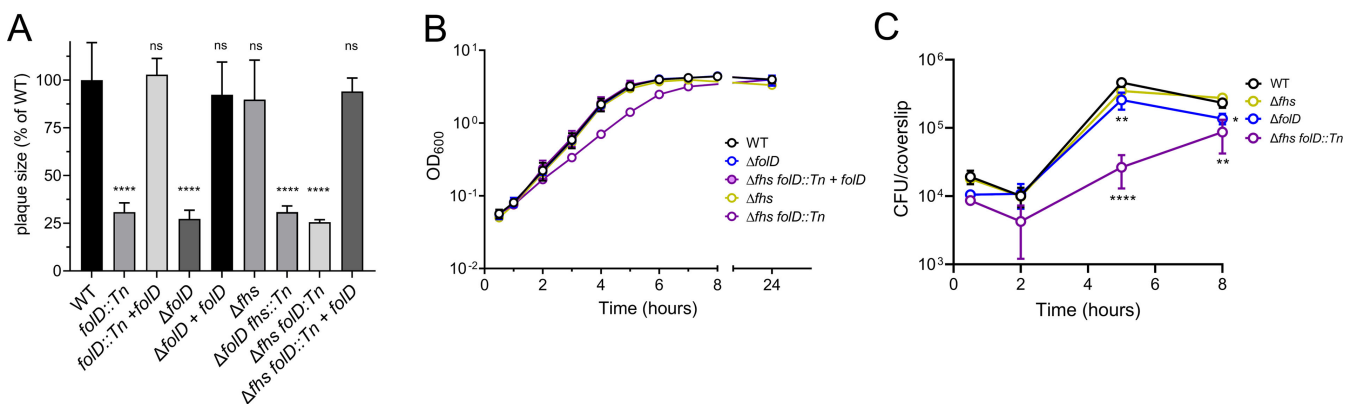 A
plaque size (% of WT)
100
75
50
25
0
****
ns
****
ns
ns
****
****
ns
WT
folD::Tn
folD::Tn +folD
ΔfolD
ΔfolD + folD
Δfhs
ΔfolD fhs::Tn
Δfhs folD:Tn
Δfhs folD::Tn + folD
B
OD600
10¹
10⁰
10⁻¹
10⁻²
0 2 4 6 8 24
Time (hours)
WT
ΔfolD
Δfhs folD::Tn + folD
Δfhs
Δfhs folD::Tn
C
CFU/coverslip
10⁶
10⁵
10⁴
10³
**
****
*
**
0 2 4 6 8
Time (hours)
WT
Δfhs
ΔfolD
Δfhs folD::Tn